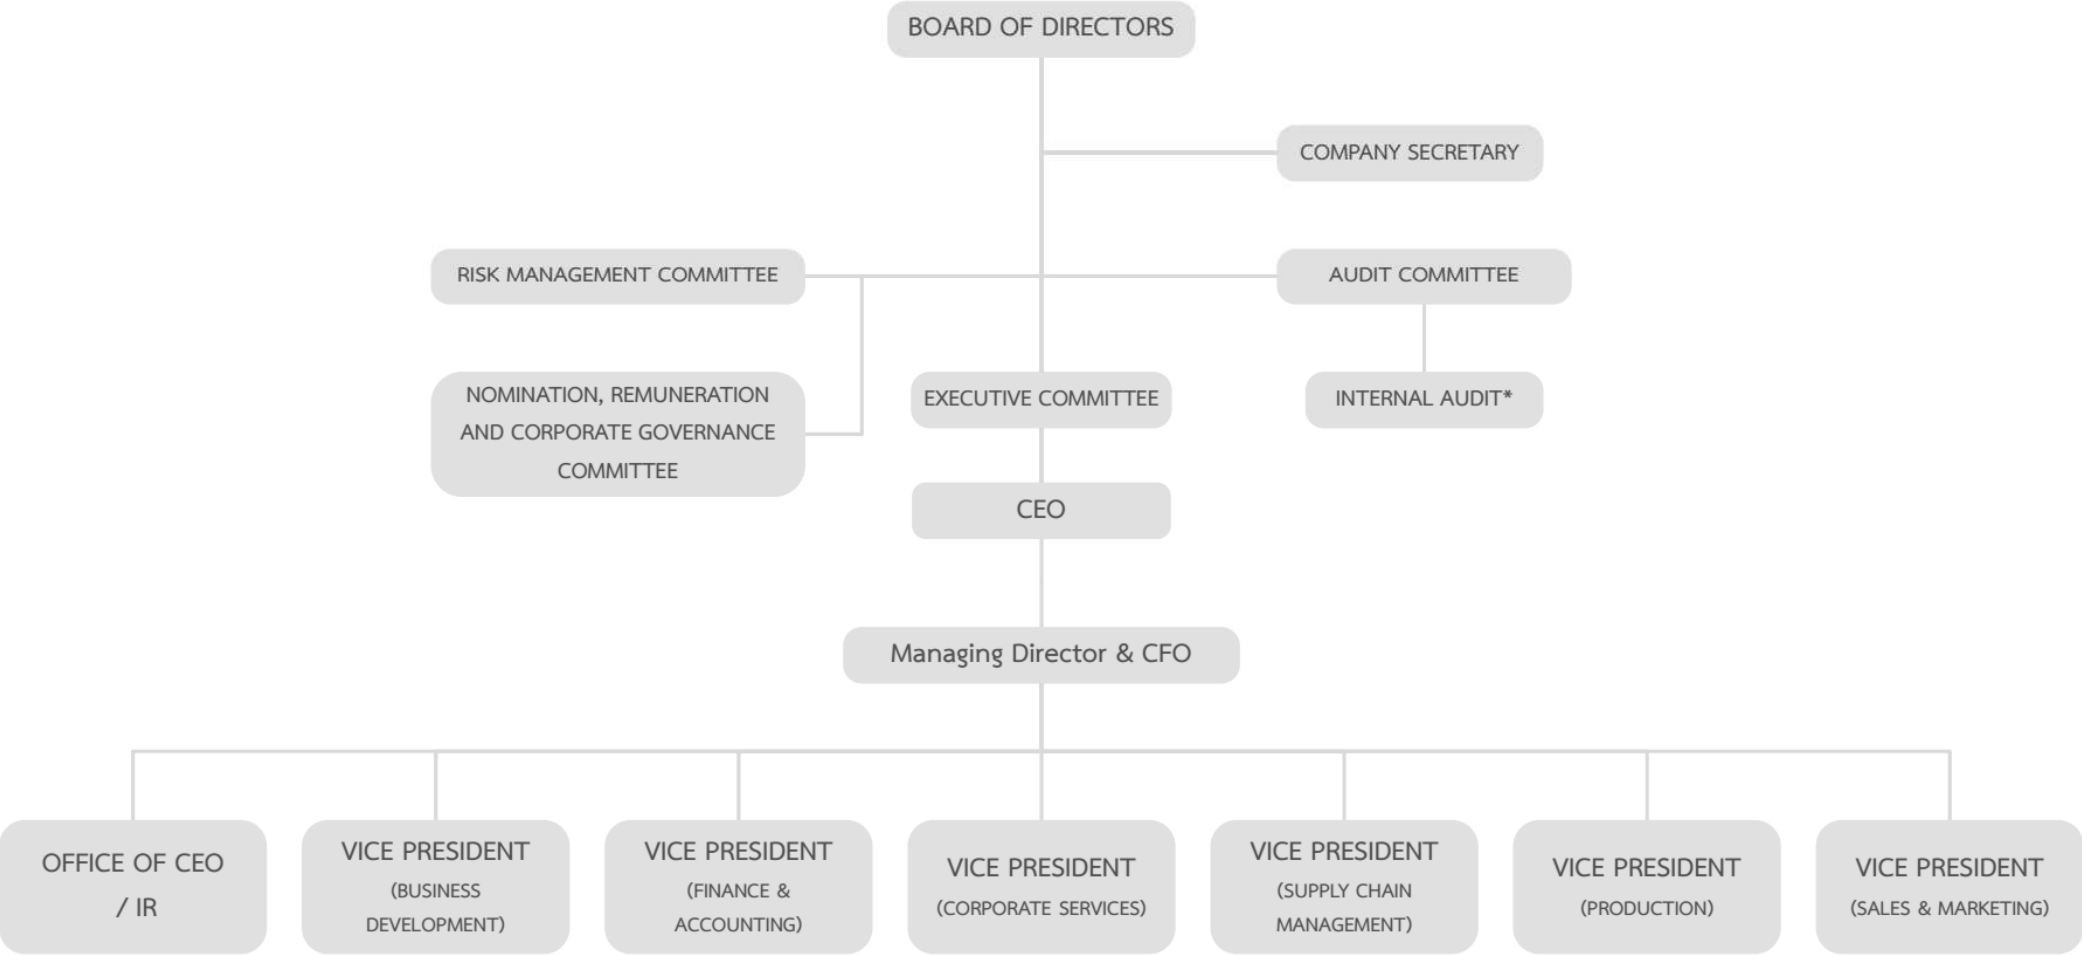 BOARD OF DIRECTORS
COMPANY SECRETARY
RISK MANAGEMENT COMMITTEE
AUDIT COMMITTEE
NOMINATION, REMUNERATION
AND CORPORATE GOVERNANCE
COMMITTEE
EXECUTIVE COMMITTEE
INTERNAL AUDIT*
CEO
Managing Director & CFO
OFFICE OF CEO
/ IR
VICE PRESIDENT
(BUSINESS
DEVELOPMENT)
VICE PRESIDENT
(FINANCE &
ACCOUNTING)
VICE PRESIDENT
(CORPORATE SERVICES)
VICE PRESIDENT
(SUPPLY CHAIN
MANAGEMENT)
VICE PRESIDENT
(PRODUCTION)
VICE PRESIDENT
(SALES & MARKETING)